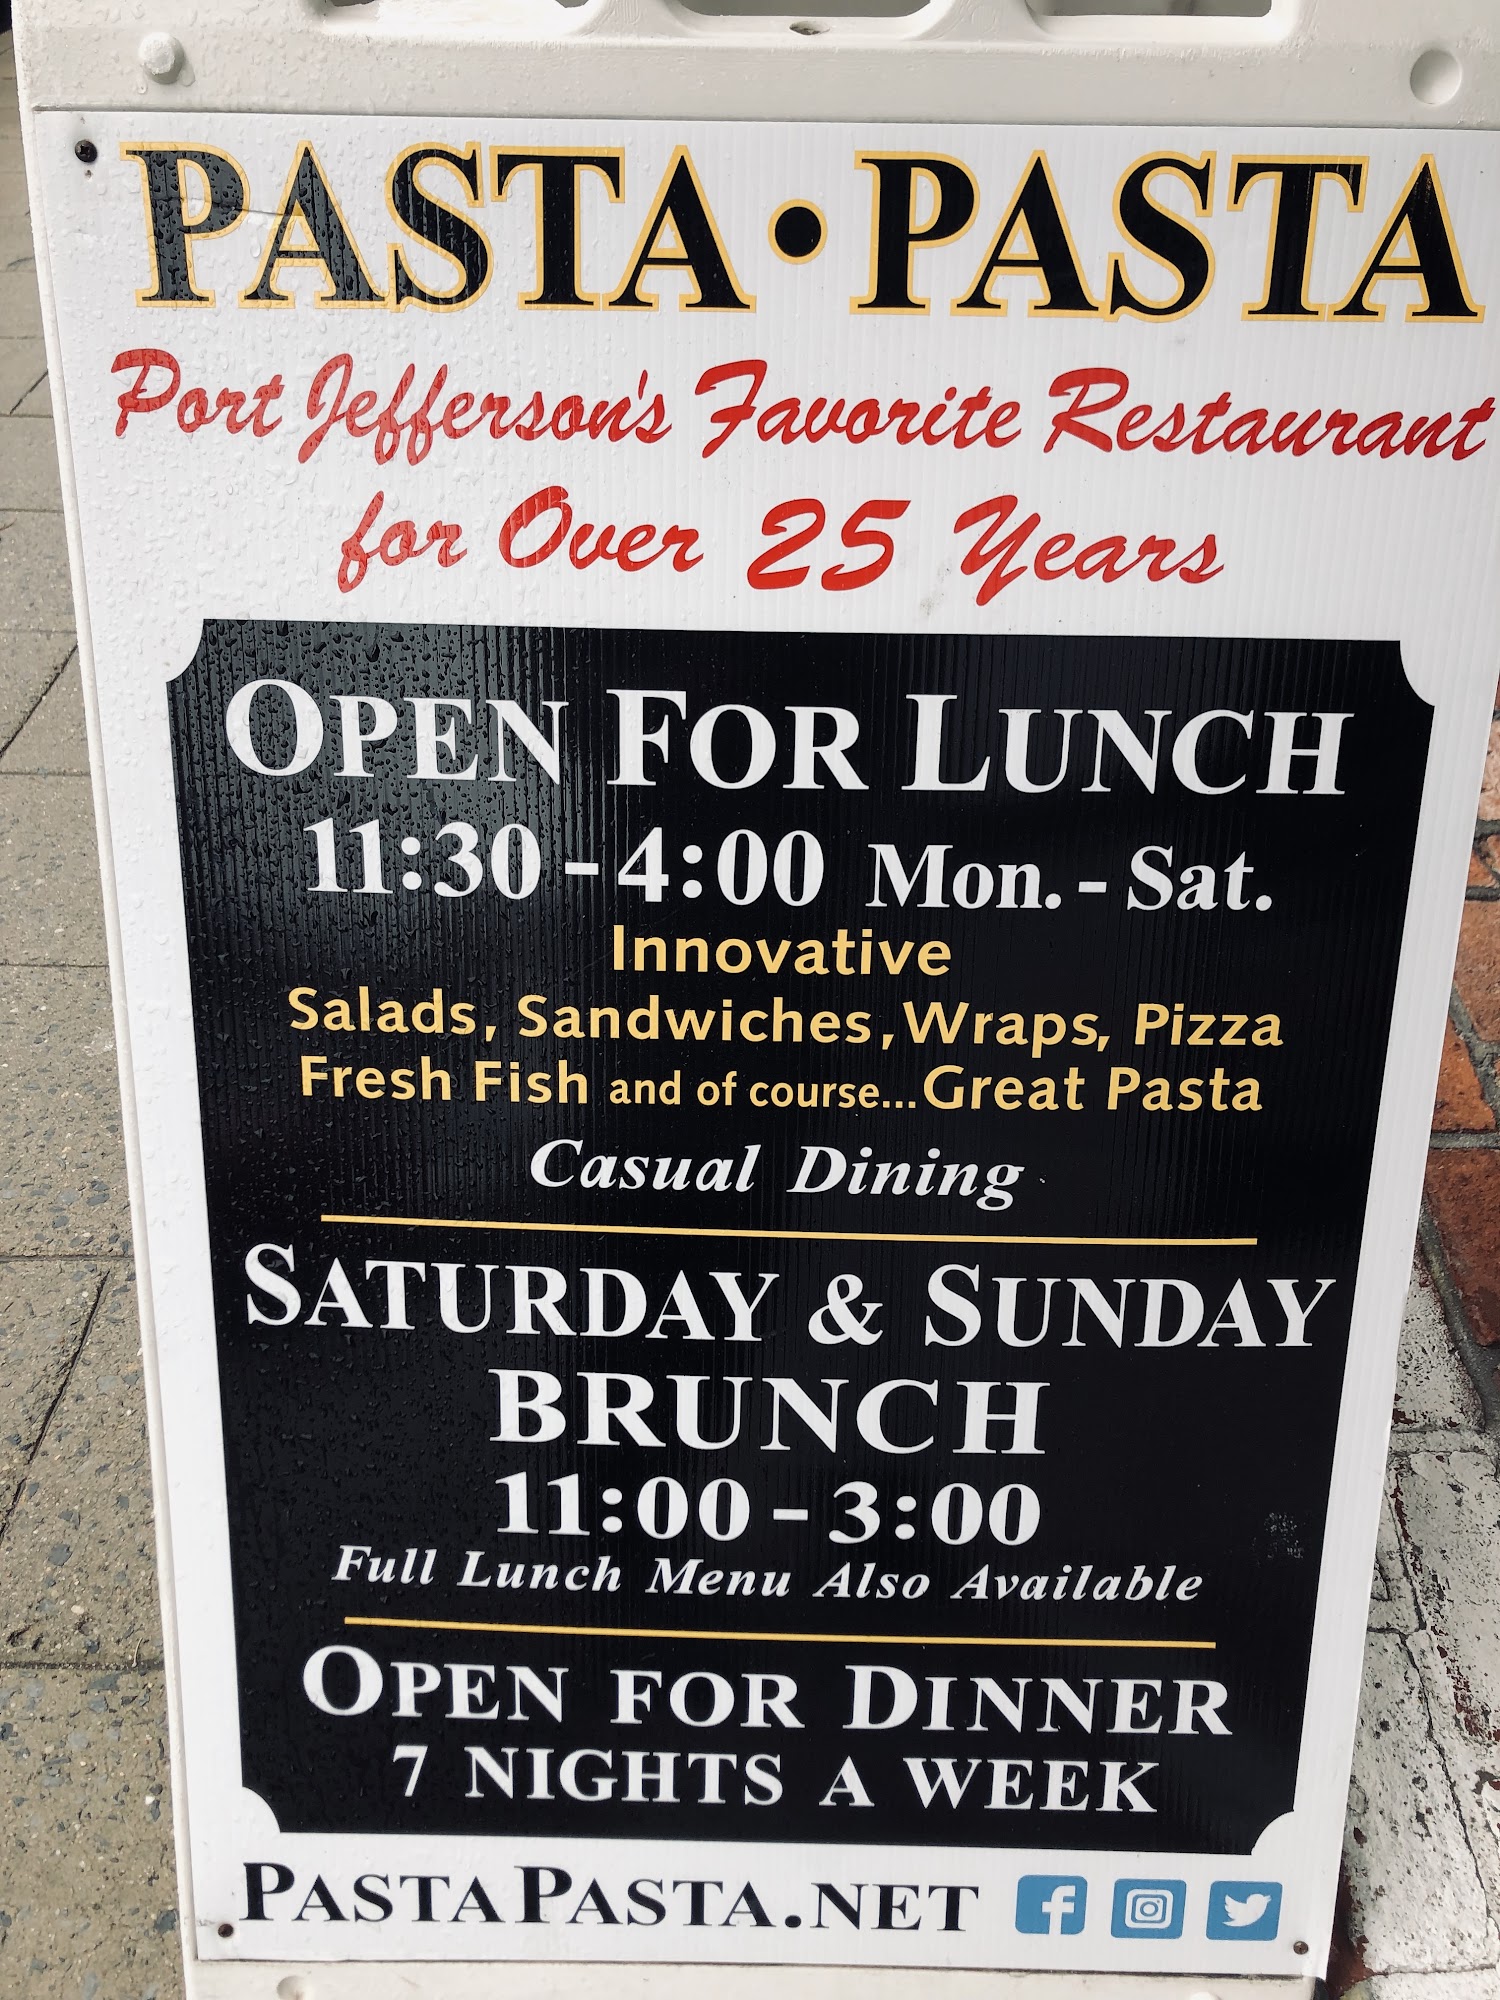 PASTA • PASTA
Port Jefferson's Favorite Restaurant
for Over 25 Years
OPEN FOR LUNCH
11:30 - 4:00 Mon. - Sat.
Innovative
Salads, Sandwiches, Wraps, Pizza
Fresh Fish and of course... Great Pasta
Casual Dining
SATURDAY & SUNDAY
BRUNCH
11:00 - 3:00
Full Lunch Menu Also Available
OPEN FOR DINNER
7 NIGHTS A WEEK
PASTAPASTA.NET